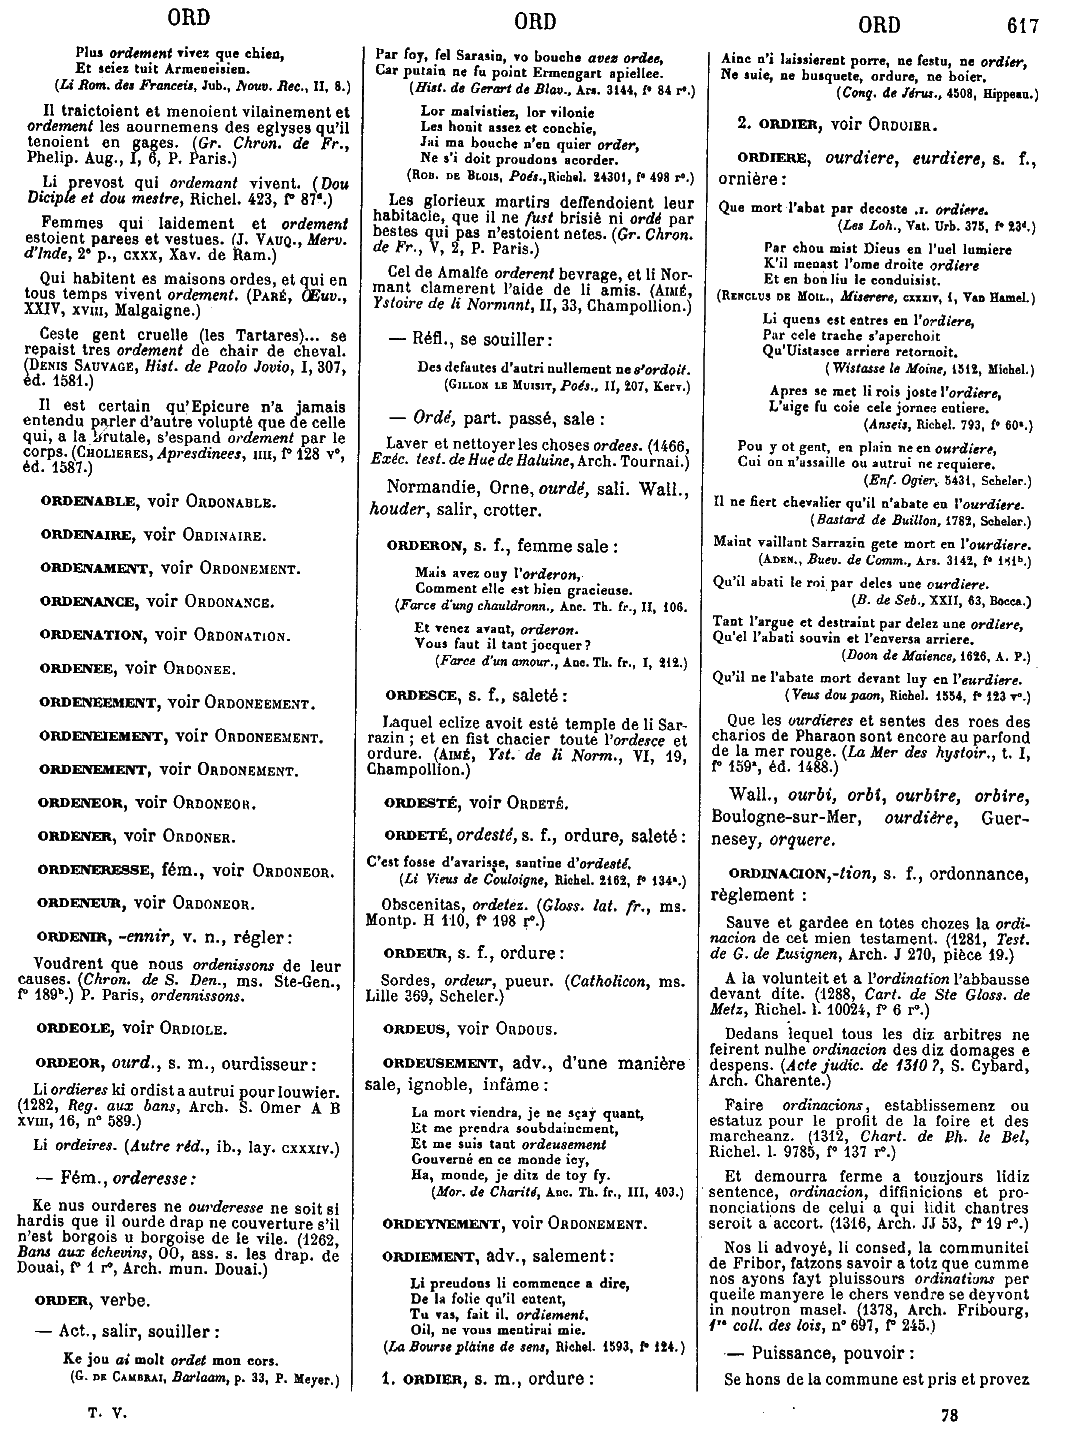 ORD
ORD
ORD 617
Plus ordement vivez que chien,
Et seiez tuit Armeneisien.
(Li Rom. des Franceis, Jub., Nouv. Rec., II, 8.)
Il traictoient et menoient vilainement et
ordement les aournemens des eglyses qu'il
tenoient en gages. (Gr. Chron. de Fr.,
Phelip. Aug., I, 6, P. Paris.)
Li prevost qui ordemant vivent. (Dou
Diciple et dou mestre, Richel. 423, f° 87ª.)
Femmes qui laidement et ordement
estoient parees et vestues. (J. VAUQ., Merv.
d'Inde, 2° p., CXXX, Xav. de Ram.)
Qui habitent es maisons ordes, et qui en
tous temps vivent ordement. (PARÉ, Œuv.,
XXIV, XVIII, Malgaigne.)
Ceste gent cruelle (les Tartares)... se
repaist tres ordement de chair de cheval.
(DENIS SAUVAGE, Hist. de Paolo Jovio, I, 307,
éd. 1581.)
Il est certain qu'Epicure n'a jamais
entendu parler d'autre volupté que de celle
qui, a la brutale, s'espand ordement par le
corps. (CHOLIERES, Apresdinees, IIII, f° 128 v°,
éd. 1587.)
ORDENABLE, voir ORDONABLE.
ORDENAIRE, voir ORDINAIRE.
ORDENAMENT, voir ORDONEMENT.
ORDENANCE, voir ORDONANCE.
ORDENATION, voir ORDONATION.
ORDENEE, voir ORDONEE.
ORDENEEMENT, voir ORDONEEMENT.
ORDENEIEMENT, voir ORDONEEMENT.
ORDENEMENT, voir ORDONEMENT.
ORDENEOR, voir ORDONEOR.
ORDENER, voir ORDONER.
ORDENERESSE, fém., voir ORDONEOR.
ORDENEUR, voir ORDONEOR.
ORDENIR, -ennir, v. n., régler :
Voudrent que nous ordenissons de leur
causes. (Chron. de S. Den., ms. Ste-Gen.,
f° 189ᵇ.) P. Paris, ordennissons.
ORDEOLE, voir ORDIOLE.
ORDEOR, ourd., s. m., ourdisseur :
Li ordieres ki ordist a autrui pour louwier.
(1282, Reg. aux bans, Arch. S. Omer A B
XVIII, 16, n° 589.)
Li ordeires. (Autre réd., ib., lay. CXXXIV.)
— Fém., orderesse :
Ke nus ourderes ne ourderesse ne soit si
hardis que il ourde drap ne couverture s'il
n'est borgois u borgoise de le vile. (1262,
Bans aux échevins, OO, ass. s. les drap. de
Douai, f° 1 r°, Arch. mun. Douai.)
ORDER, verbe.
— Act., salir, souiller :
Ke jou ai molt ordet mon cors.
(G. DE CAMBRAI, Barlaam, p. 33, P. Meyer.)
T. V.
Par foy, fel Sarasin, vo bouche avez ordee,
Car putain ne fu point Ermengart apiellee.
(Hist. de Gerart de Blav., Ars. 3144, f° 84 r°.)
Lor malvistiez, lor vilonie
Les honit assez et conchie,
Jai ma bouche n'en quier order,
Ne s'i doit proudons acorder.
(ROB. DE BLOIS, Poés., Richel. 24301, f° 498 r°.)
Les glorieux martirs deffendoient leur
habitacle, que il ne fust brisié ni ordé par
bestes qui pas n'estoient netes. (Gr. Chron.
de Fr., V, 2, P. Paris.)
Cel de Amalfe orderent bevrage, et li Nor-
mant clamerent l'aide de li amis. (AIMÉ,
Ystoire de li Normant, II, 33, Champollion.)
— Réfl., se souiller :
Des defautes d'autri nullement ne s'ordoit.
(GILLON LE MUISIT, Poés., II, 207, Kerv.)
— Ordé, part. passé, sale :
Laver et nettoyer les choses ordees. (1466,
Exéc. test. de Hue de Haluine, Arch. Tournai.)
Normandie, Orne, ourdé, sali. Wall.,
houder, salir, crotter.
ORDERON, s. f., femme sale :
Mais avez ouy l'orderon,
Comment elle est bien gracieuse.
(Farce d'ung chauldronn., Anc. Th. fr., II, 106.
Et venez avant, orderon.
Vous faut il tant jocquer ?
(Farce d'un amour., Anc. Th. fr., I, 212.)
ORDESCE, s. f., saleté :
Laquel eclize avoit esté temple de li Sar-
razin ; et en fist chacier toute l'ordesce et
ordure. (AIMÉ, Yst. de li Norm., VI, 19,
Champollion.)
ORDESTÉ, voir ORDETÉ.
ORDETÉ, ordesté, s. f., ordure, saleté :
C'est fosse d'avarisse, santine d'ordesté.
(Li Vieus de Couloigne, Richel. 2162, f° 134ª.)
Obscenitas, ordetez. (Gloss. lat. fr., ms.
Montp. H 110, f° 198 r°.)
ORDEUR, s. f., ordure :
Sordes, ordeur, pueur. (Catholicon, ms.
Lille 369, Scheler.)
ORDEUS, voir ORDOUS.
ORDEUSEMENT, adv., d'une manière
sale, ignoble, infâme :
La mort viendra, je ne sçay quant,
Et me prendra soubdainement,
Et me suis tant ordeusement
Gouverné en ce monde icy,
Ha, monde, je ditz de toy fy.
(Mor. de Charité, Anc. Th. fr., III, 403.)
ORDEYNEMENT, voir ORDONEMENT.
ORDIEMENT, adv., salement :
Li preudons li commence a dire,
De la folie qu'il entent,
Tu vas, fait il, ordiement,
Oil, ne vous mentirai mie.
(La Bourse plaine de sens, Richel. 1593, f° 124.)
1. ORDIER, s. m., ordure :
Ainc n'i laissierent porre, ne festu, ne ordier,
Ne suie, ne busquete, ordure, ne boier.
(Conq. de Jérus., 4508, Hippeau.)
2. ORDIER, voir ORDOIER.
ORDIERE, ourdiere, eurdiere, s. f.,
ornière :
Que mort l'abat par decoste .I. ordiere.
(Les Loh., Vat. Urb. 375, f° 23ᵈ.)
Par chou mist Dieus en l'uel lumiere
K'il menast l'ome droite ordiere
Et en bon liu le conduisist.
(RENCLUS DE MOIL., Miserere, CXXXIV, 1, Van Hamel.)
Li quens est entres en l'ordiere,
Par cele trache s'aperchoit
Qu'Uistasce arriere retornoit.
(Wistasse le Moine, 1512, Michel.)
Apres se met li rois joste l'ordiere,
L'aige fu coie cele jornee entiere.
(Anseis, Richel. 793, f° 60ª.)
Pou y ot gent, en plain ne en ourdiere,
Cui on n'assaille ou autrui ne requiere.
(Enf. Ogier, 5431, Scheler.)
Il ne fiert chevalier qu'il n'abate en l'ourdiere.
(Bastard de Buillon, 1782, Scheler.)
Maint vaillant Sarrazin gete mort en l'ourdiere.
(ADEN., Buev. de Comm., Ars. 3142, f° 181ᵇ.)
Qu'il abati le roi par deles une ourdiere.
(B. de Seb., XXII, 63, Bocca.)
Tant l'argue et destraint par delez une ordiere,
Qu'el l'abati souvin et l'enversa arriere.
(Doon de Maience, 1626, A. P.)
Qu'il ne l'abate mort devant luy en l'eurdiere.
(Veus dou paon, Richel. 1554, f° 123 v°.)
Que les ourdieres et sentes des roes des
charios de Pharaon sont encore au parfond
de la mer rouge. (La Mer des hystoir., t. I,
f° 159ª, éd. 1488.)
Wall., ourbi, orbi, ourbire, orbire,
Boulogne-sur-Mer, ourdière, Guer-
nesey, orquere.
ORDINACION, -tion, s. f., ordonnance,
règlement :
Sauve et gardee en totes chozes la ordi-
nacion de cet mien testament. (1281, Test.
de G. de Lusignen, Arch. J 270, pièce 19.)
A la volunteit et a l'ordination l'abbausse
devant dite. (1288, Cart. de Ste Gloss. de
Metz, Richel. l. 10024, f° 6 r°.)
Dedans lequel tous les diz arbitres ne
feirent nulhe ordinacion des diz domages e
despens. (Acte judic. de 1310 ?, S. Cybard,
Arch. Charente.)
Faire ordinacions, establissemenz ou
estatuz pour le profit de la foire et des
marcheanz. (1312, Chart. de Ph. le Bel,
Richel. l. 9785, f° 137 r°.)
Et demourra ferme a touzjours lidiz
sentence, ordinacion, diffinicions et pro-
nonciations de celui a qui lidit chantres
seroit a accort. (1316, Arch. JJ 53, f° 19 r°.)
Nos li advoyé, li consed, la communitei
de Fribor, fatzons savoir a totz que cumme
nos ayons fayt pluissours ordinations per
queile manyere le chers vendre se deyvont
in noutron masel. (1378, Arch. Fribourg,
1ʳᵉ coll. des lois, n° 697, f° 245.)
— Puissance, pouvoir :
Se hons de la commune est pris et provez
78